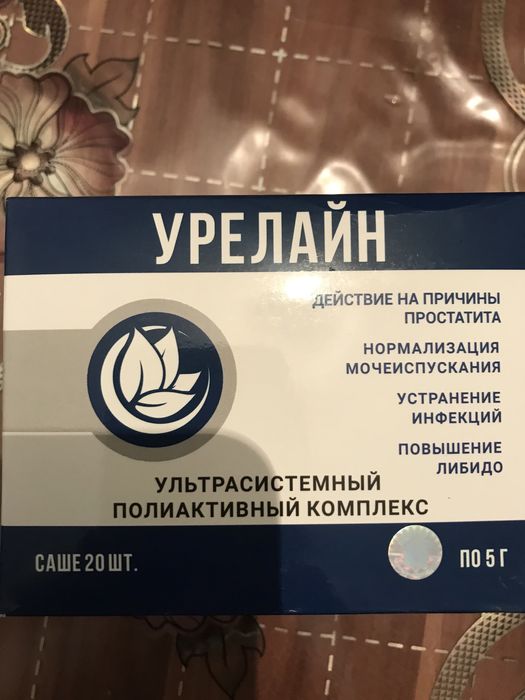 УРЕЛАЙН
ДЕЙСТВИЕ НА ПРИЧИНЫ
ПРОСТАТИТА
НОРМАЛИЗАЦИЯ
МОЧЕИСПУСКАНИЯ
УСТРАНЕНИЕ
ИНФЕКЦИЙ
ПОВЫШЕНИЕ
ЛИБИДО
УЛЬТРАСИСТЕМНЫЙ
ПОЛИАКТИВНЫЙ КОМПЛЕКС
САШЕ 20 ШТ.
ПО 5 Г